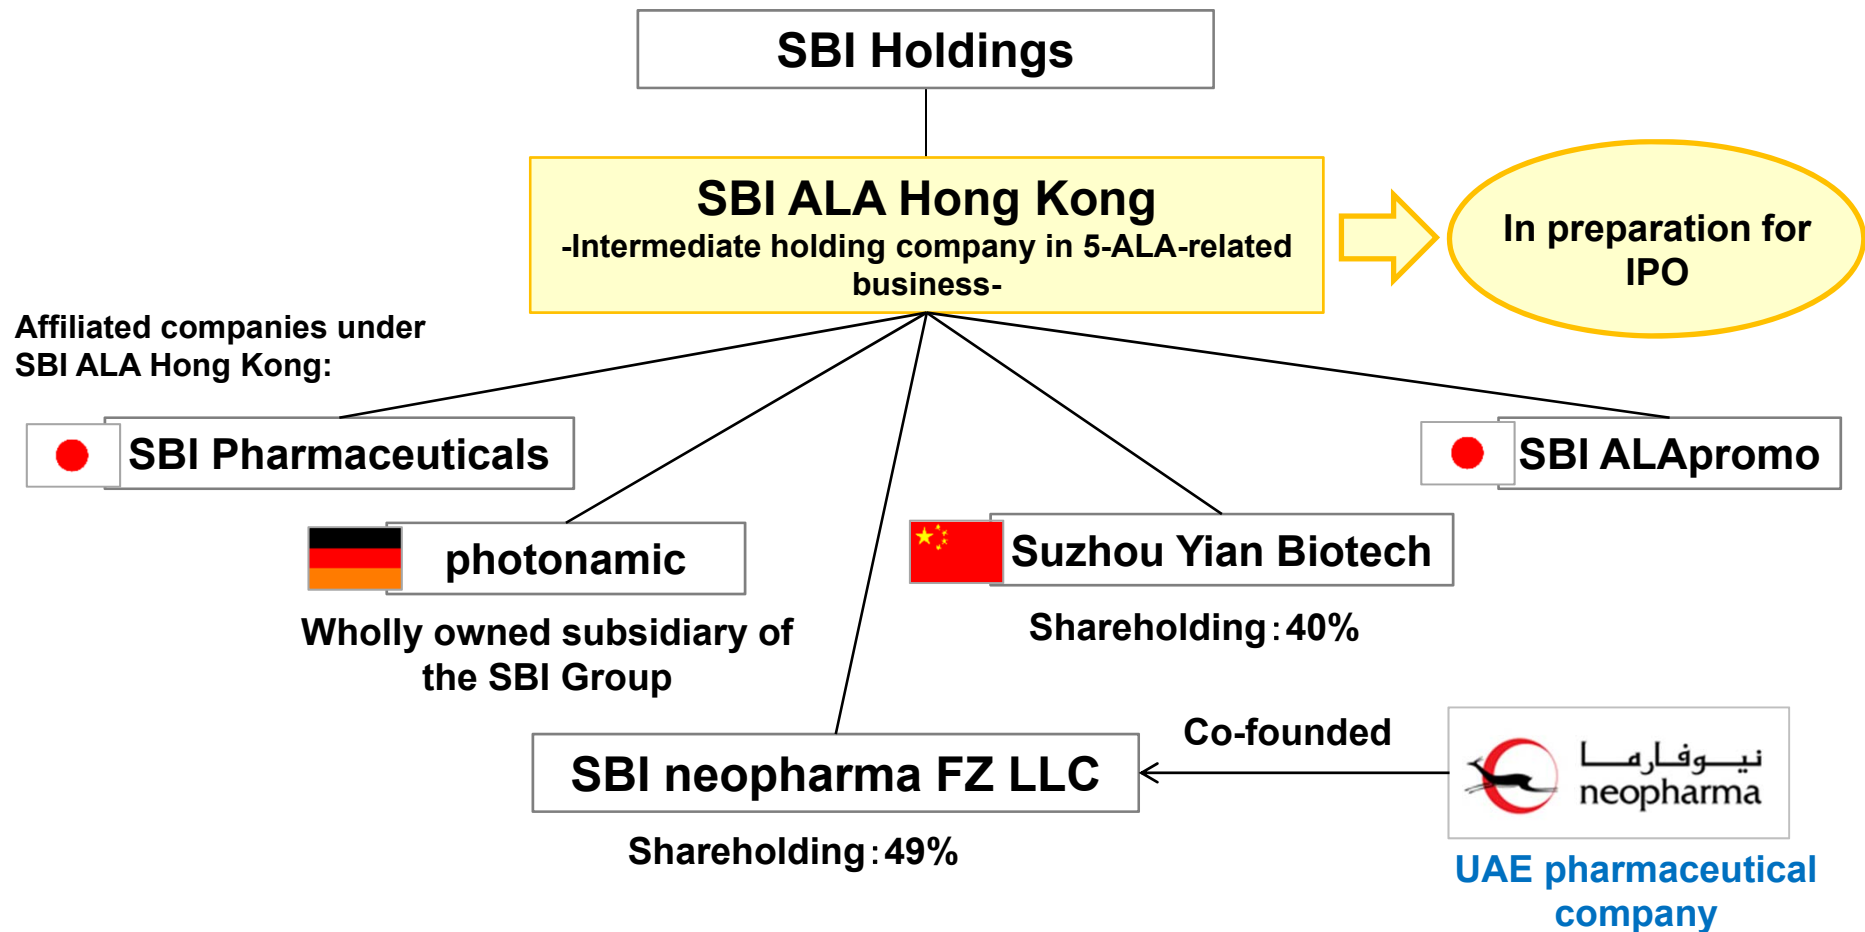 SBI Holdings
SBI ALA Hong Kong
-Intermediate holding company in 5-ALA-related
business-
In preparation for
IPO
Affiliated companies under
SBI ALA Hong Kong:
SBI Pharmaceuticals
SBI ALApromo
photonamic
Suzhou Yian Biotech
Wholly owned subsidiary of
the SBI Group
Shareholding：40%
SBI neopharma FZ LLC
Co-founded
نيوفارما
neopharma
Shareholding：49%
UAE pharmaceutical
company